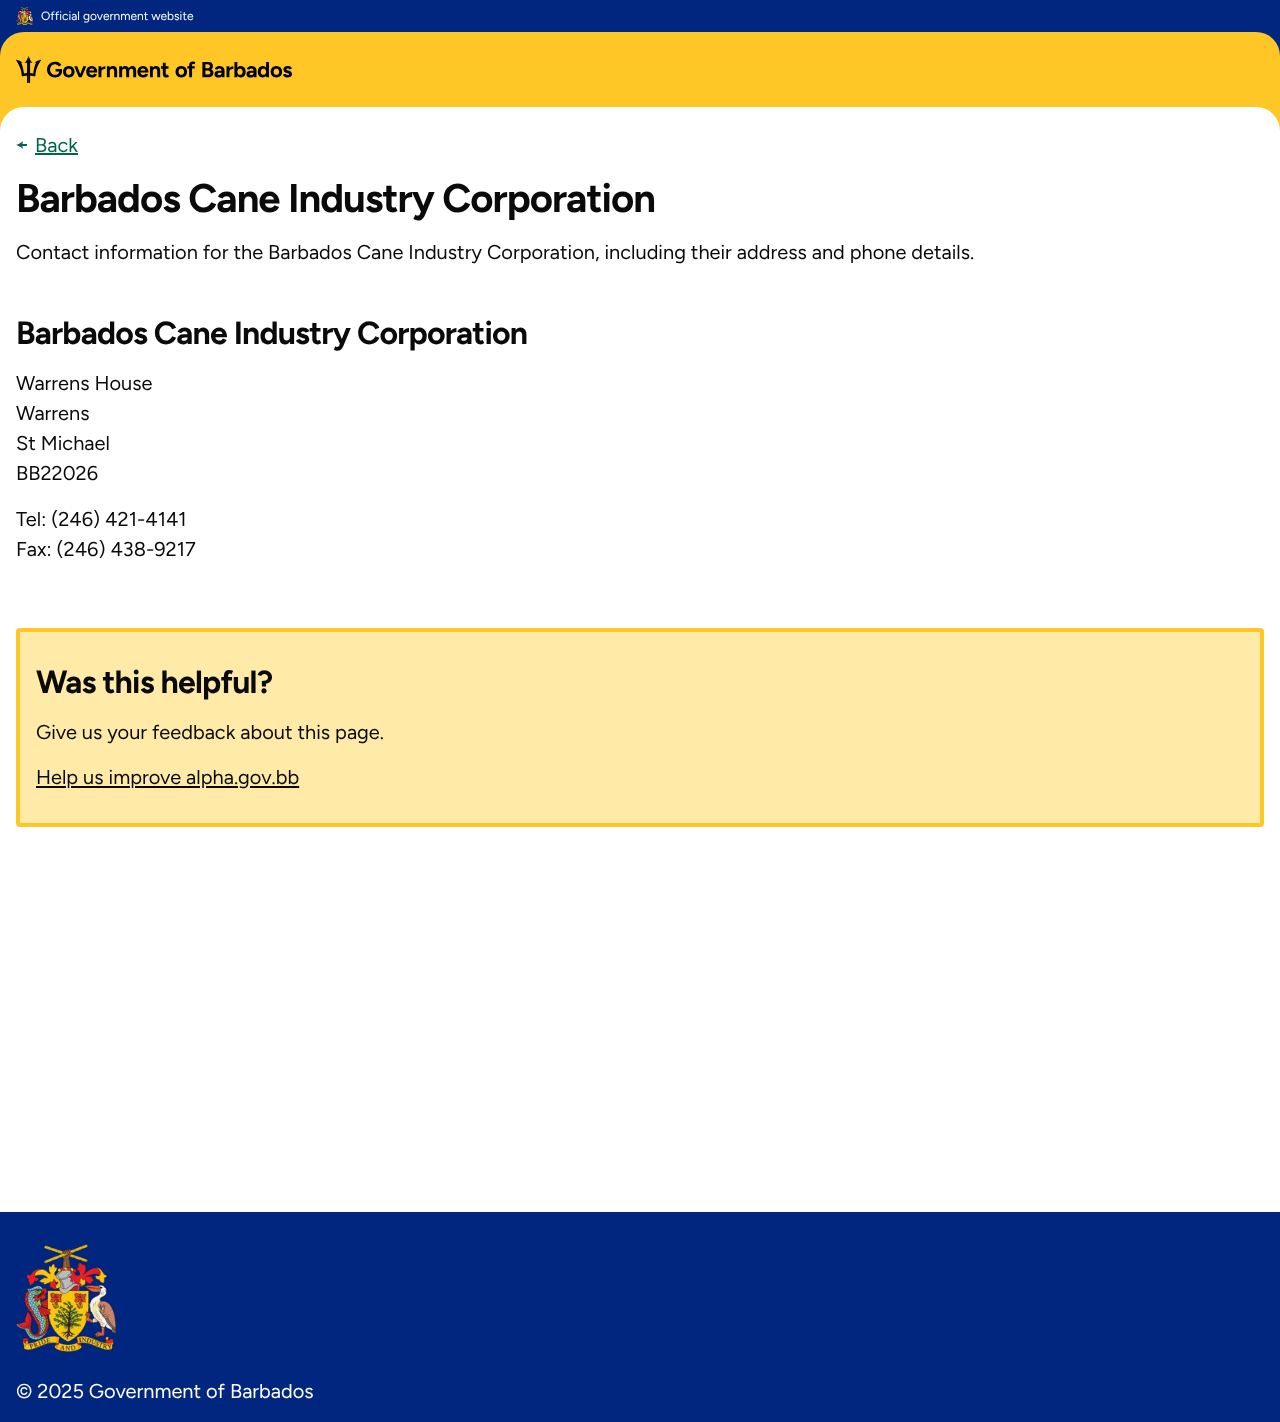 Official government website
Government of Barbados
Back
Barbados Cane Industry Corporation
Contact information for the Barbados Cane Industry Corporation, including their address and phone details.
Barbados Cane Industry Corporation
Warrens House
Warrens
St Michael
BB22026
Tel: (246) 421-4141
Fax: (246) 438-9217
Was this helpful?
Give us your feedback about this page.
Help us improve alpha.gov.bb
PRIDE AND INDUSTRY
© 2025 Government of Barbados